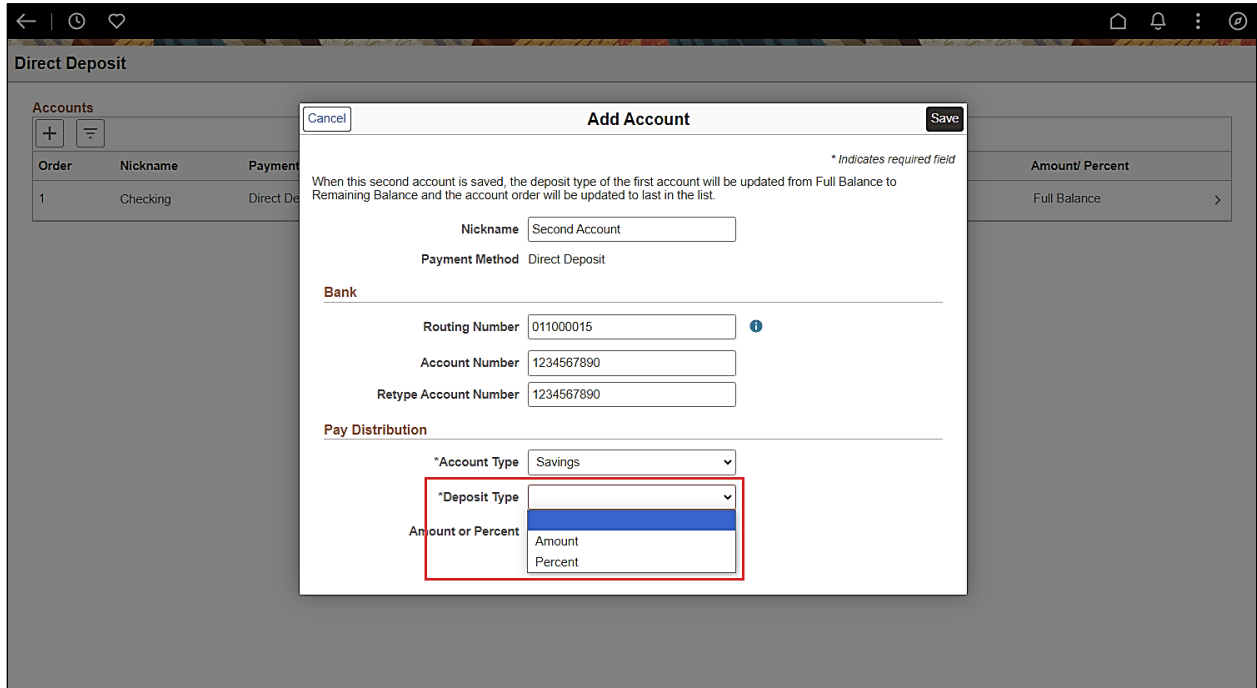 Direct Deposit
Accounts
Order Nickname Payment Amount/ Percent
1 Checking Direct De Full Balance
Cancel Add Account Save
* Indicates required field
When this second account is saved, the deposit type of the first account will be updated from Full Balance to
Remaining Balance and the account order will be updated to last in the list.
Nickname Second Account
Payment Method Direct Deposit
Bank
Routing Number 011000015
Account Number 1234567890
Retype Account Number 1234567890
Pay Distribution
*Account Type Savings
*Deposit Type
Amount or Percent
Amount
Percent